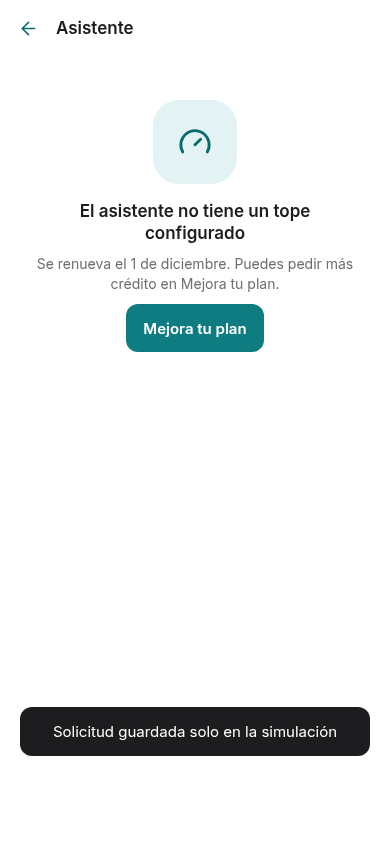 Asistente
El asistente no tiene un tope
configurado
Se renueva el 1 de diciembre. Puedes pedir más
crédito en Mejora tu plan.
Mejora tu plan
Solicitud guardada solo en la simulación